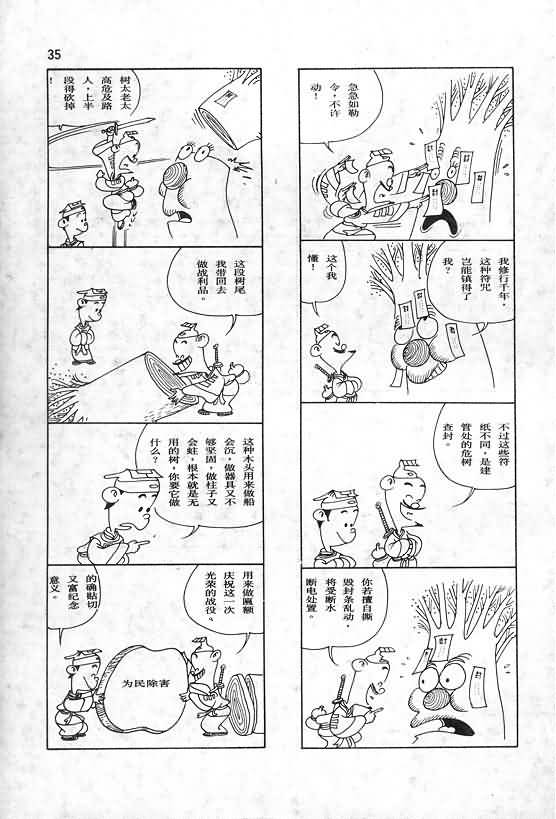 35
急急如勒
令，不许
动！
我修行千年，
这种符咒
岂能镇得了
我？
这个我
懂！
不过这些符
纸不同，是建
管处的危树
查封。
你若擅自撕
毁封条乱动，
将受断水
断电处置。
树太老太
高危及路
人，上半
段得砍掉
！
这段树尾
我带回去
做战利品。
这种木头用来做船
会沉，做器具又不
够坚固，做柱子又
会蛀，根本就是无
用的树，你要它做
什么？
用来做匾额
庆祝这一次
光荣的战役。
为民除害
的确贴切
又富纪念
意义。